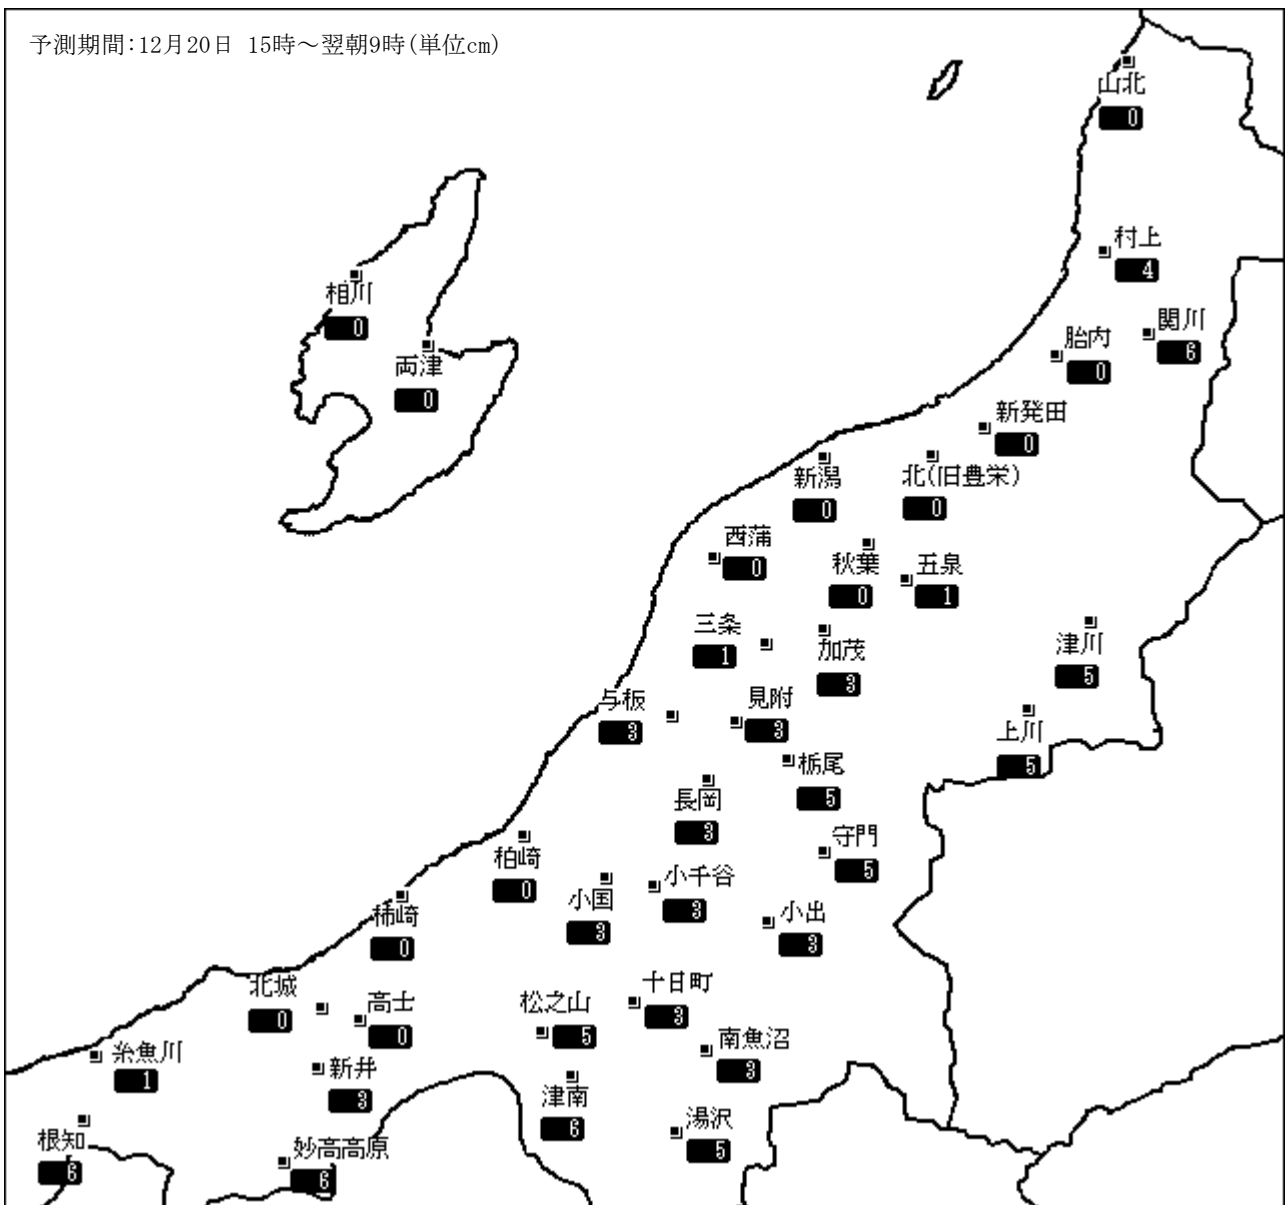 予測期間:12月20日 15時～翌朝9時(単位cm)
山北
0
村上
4
相川
0
関川
6
胎内
0
両津
0
新発田
0
新潟
0
北(旧豊栄)
0
西蒲
0
秋葉
0
五泉
1
三条
1
加茂
3
津川
5
与板
3
見附
3
上川
5
栃尾
5
長岡
3
守門
5
柏崎
0
小国
3
小千谷
3
小出
3
柿崎
0
北城
0
高士
0
松之山
5
十日町
3
南魚沼
3
糸魚川
1
新井
3
津南
6
湯沢
5
根知
6
妙高高原
6